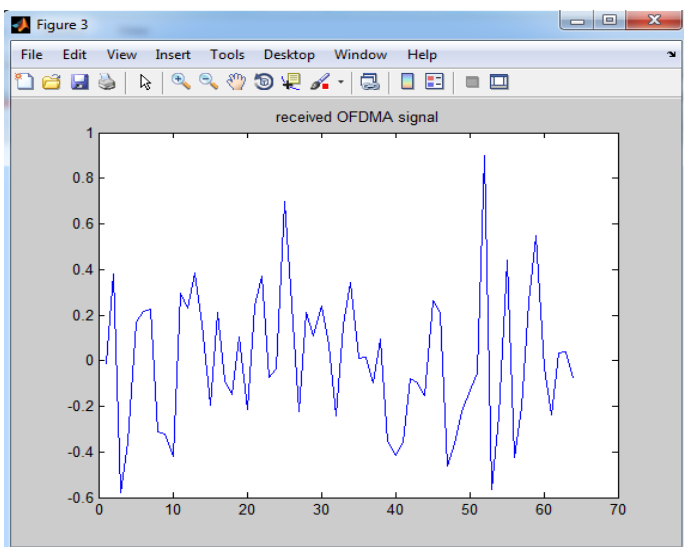 Figure 3
File Edit View Insert Tools Desktop Window Help
received OFDMA signal
1
0.8
0.6
0.4
0.2
0
-0.2
-0.4
-0.6
0 10 20 30 40 50 60 70